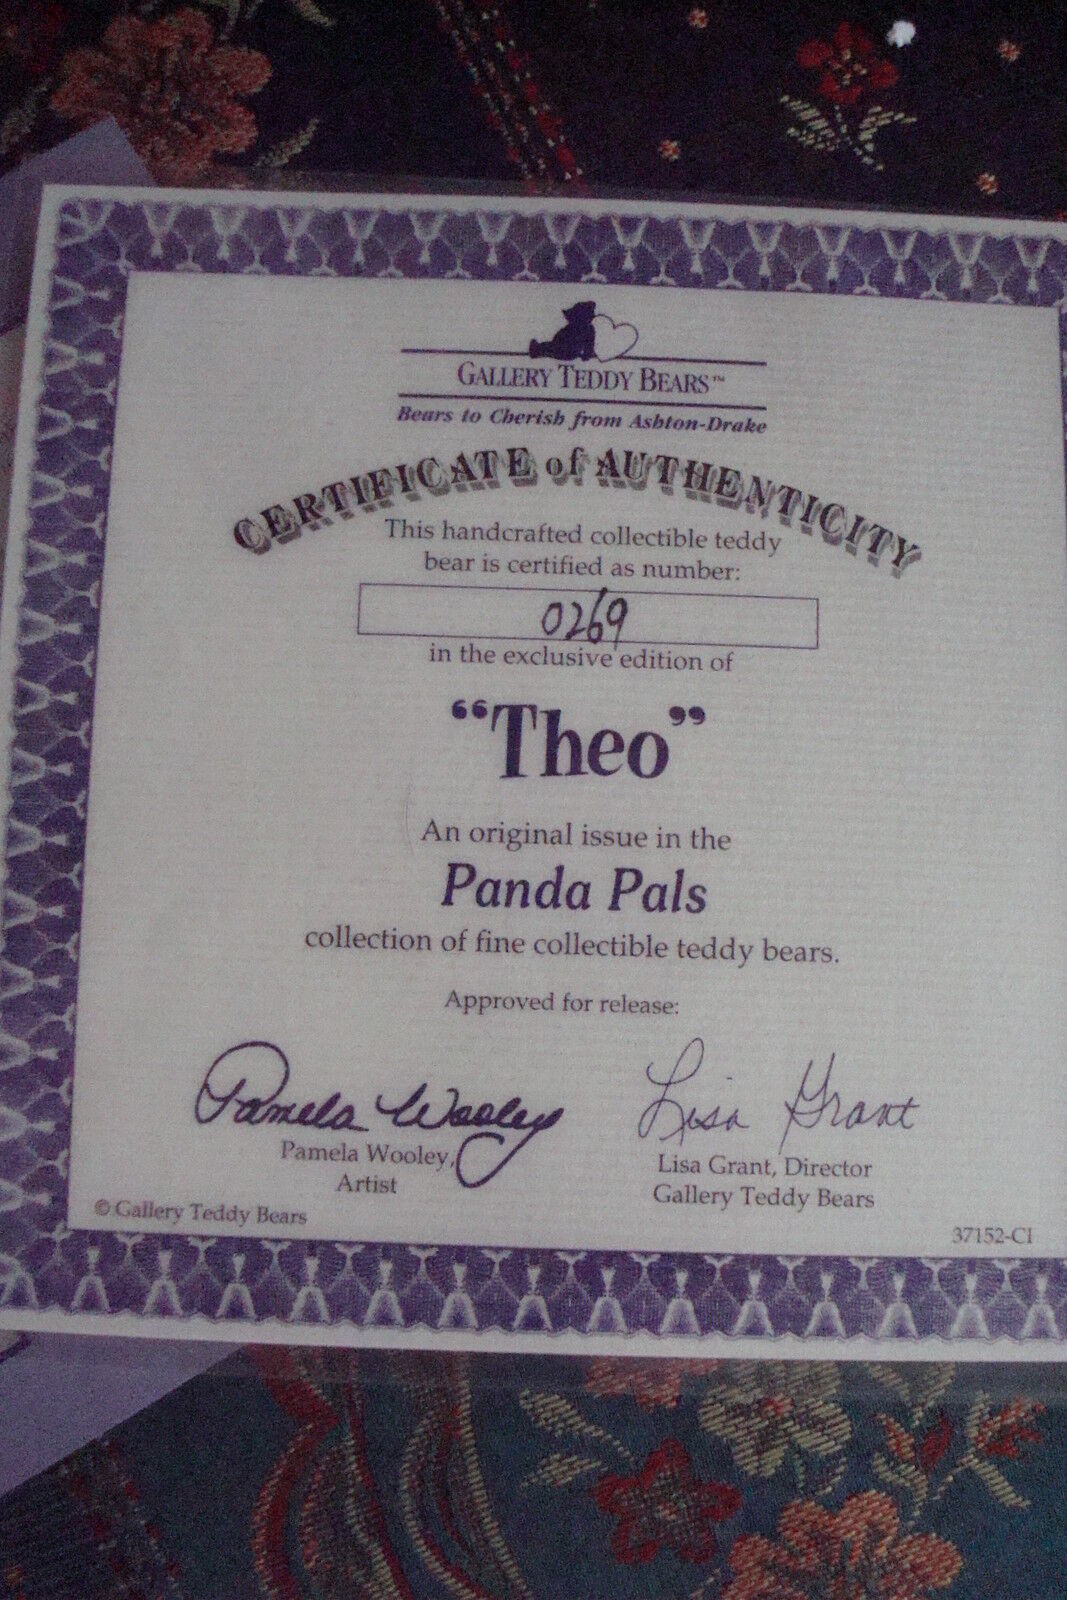 GALLERY TEDDY BEARS™
Bears to Cherish from Ashton-Drake
CERTIFICATE of AUTHENTICITY
This handcrafted collectible teddy
bear is certified as number:
0269
in the exclusive edition of
“Theo”
An original issue in the
Panda Pals
collection of fine collectible teddy bears.
Approved for release:
Pamela Wooley Lisa Grant
Pamela Wooley, Lisa Grant, Director
Artist Gallery Teddy Bears
© Gallery Teddy Bears
37152-CI